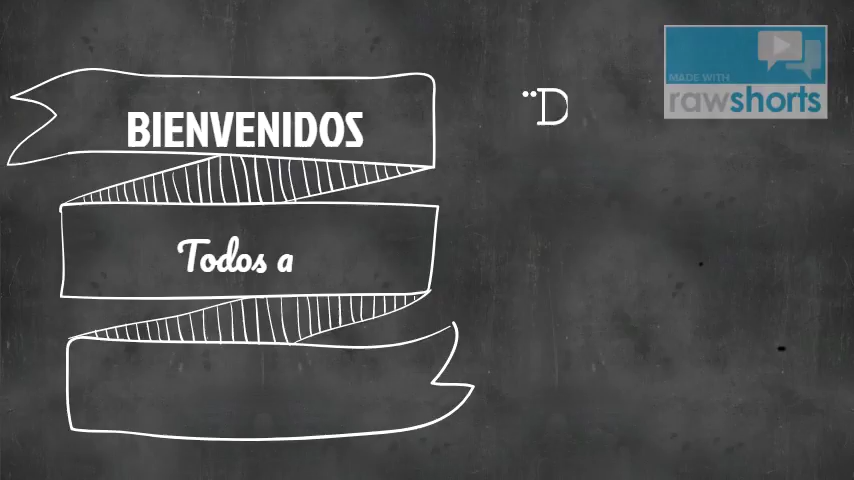 BIENVENIDOS
Todos a
¨D
MADE WITH
rawshorts